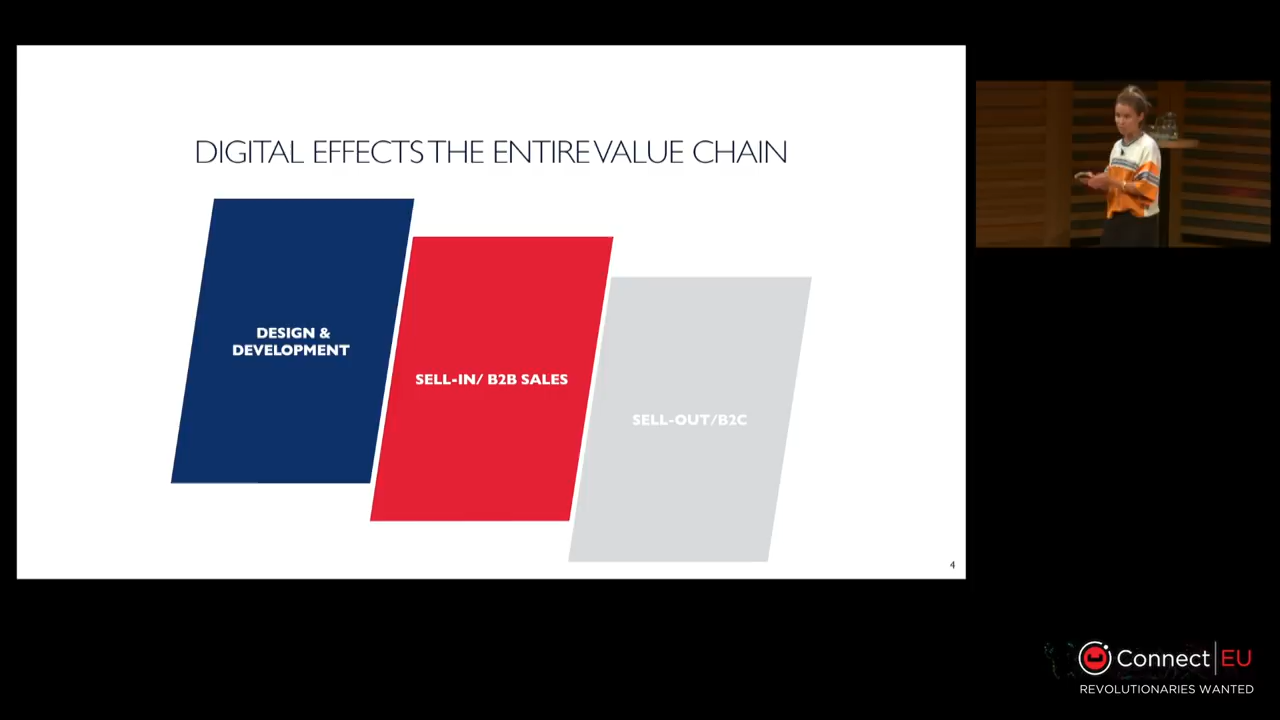 DIGITAL EFFECTS THE ENTIRE VALUE CHAIN
DESIGN &
DEVELOPMENT
SELL-IN/ B2B SALES
SELL-OUT/B2C
4
Connect|EU
REVOLUTIONARIES WANTED